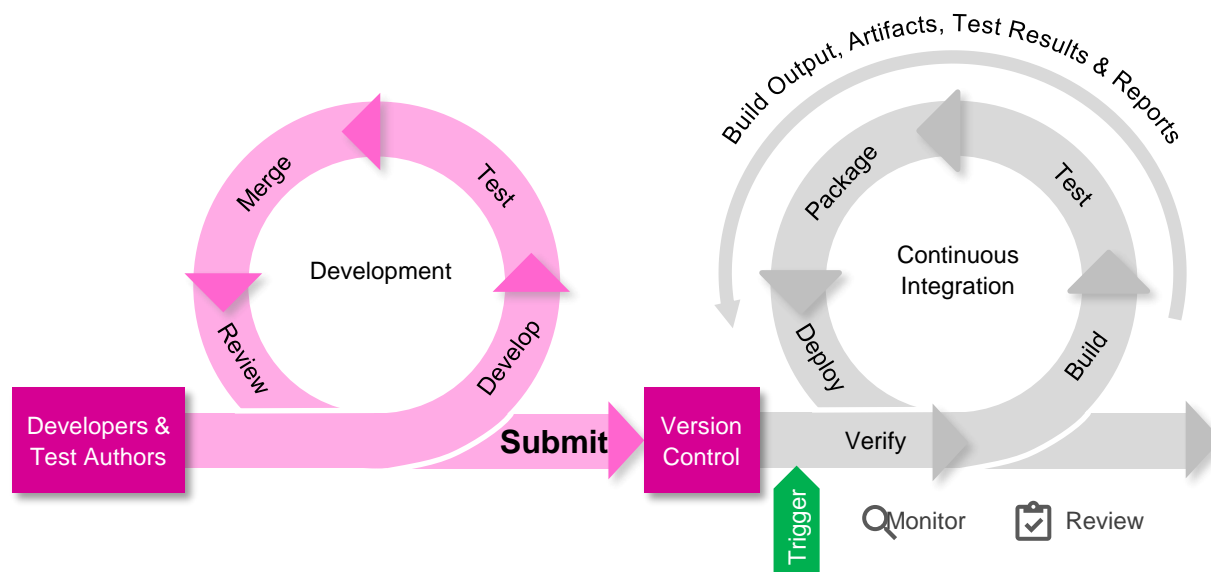 Build Output, Artifacts, Test Results & Reports
Merge
Test
Development
Review
Develop
Package
Test
Continuous
Integration
Deploy
Build
Developers &
Test Authors
Submit
Version
Control
Verify
Trigger
Monitor
Review